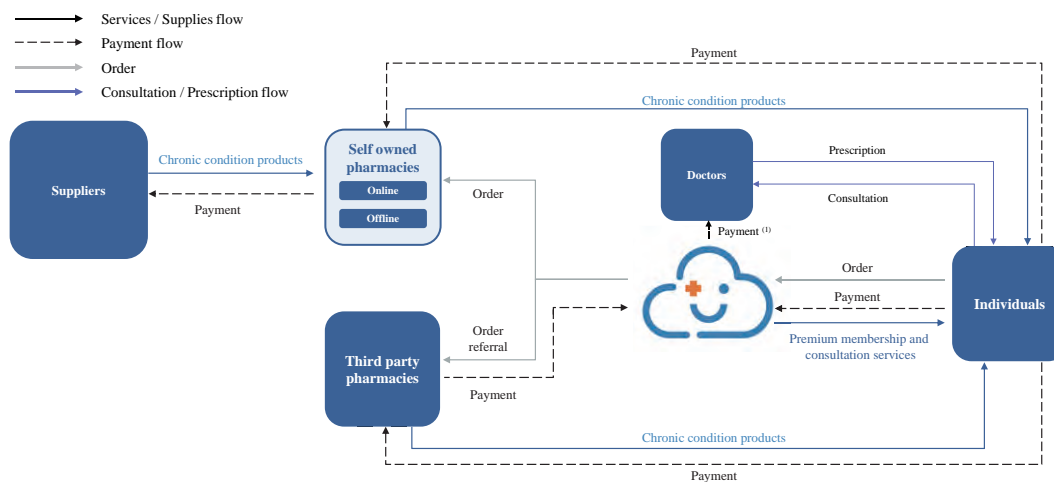 Services / Supplies flow
Payment flow
Order
Consultation / Prescription flow
Payment
Chronic condition products
Suppliers
Chronic condition products
Payment
Self owned
pharmacies
Online
Offline
Order
Doctors
Prescription
Consultation
Payment (1)
Order
Payment
Premium membership and
consultation services
Individuals
Order
referral
Third party
pharmacies
Payment
Chronic condition products
Payment